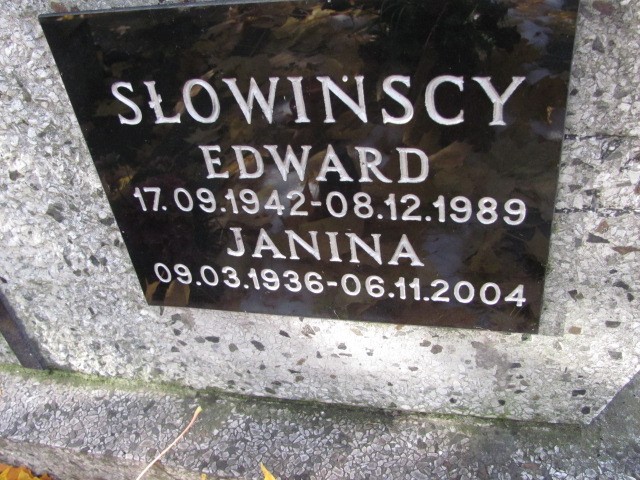 SŁOWIŃSCY
EDWARD
17.09.1942-08.12.1989
JANINA
09.03.1936-06.11.2004